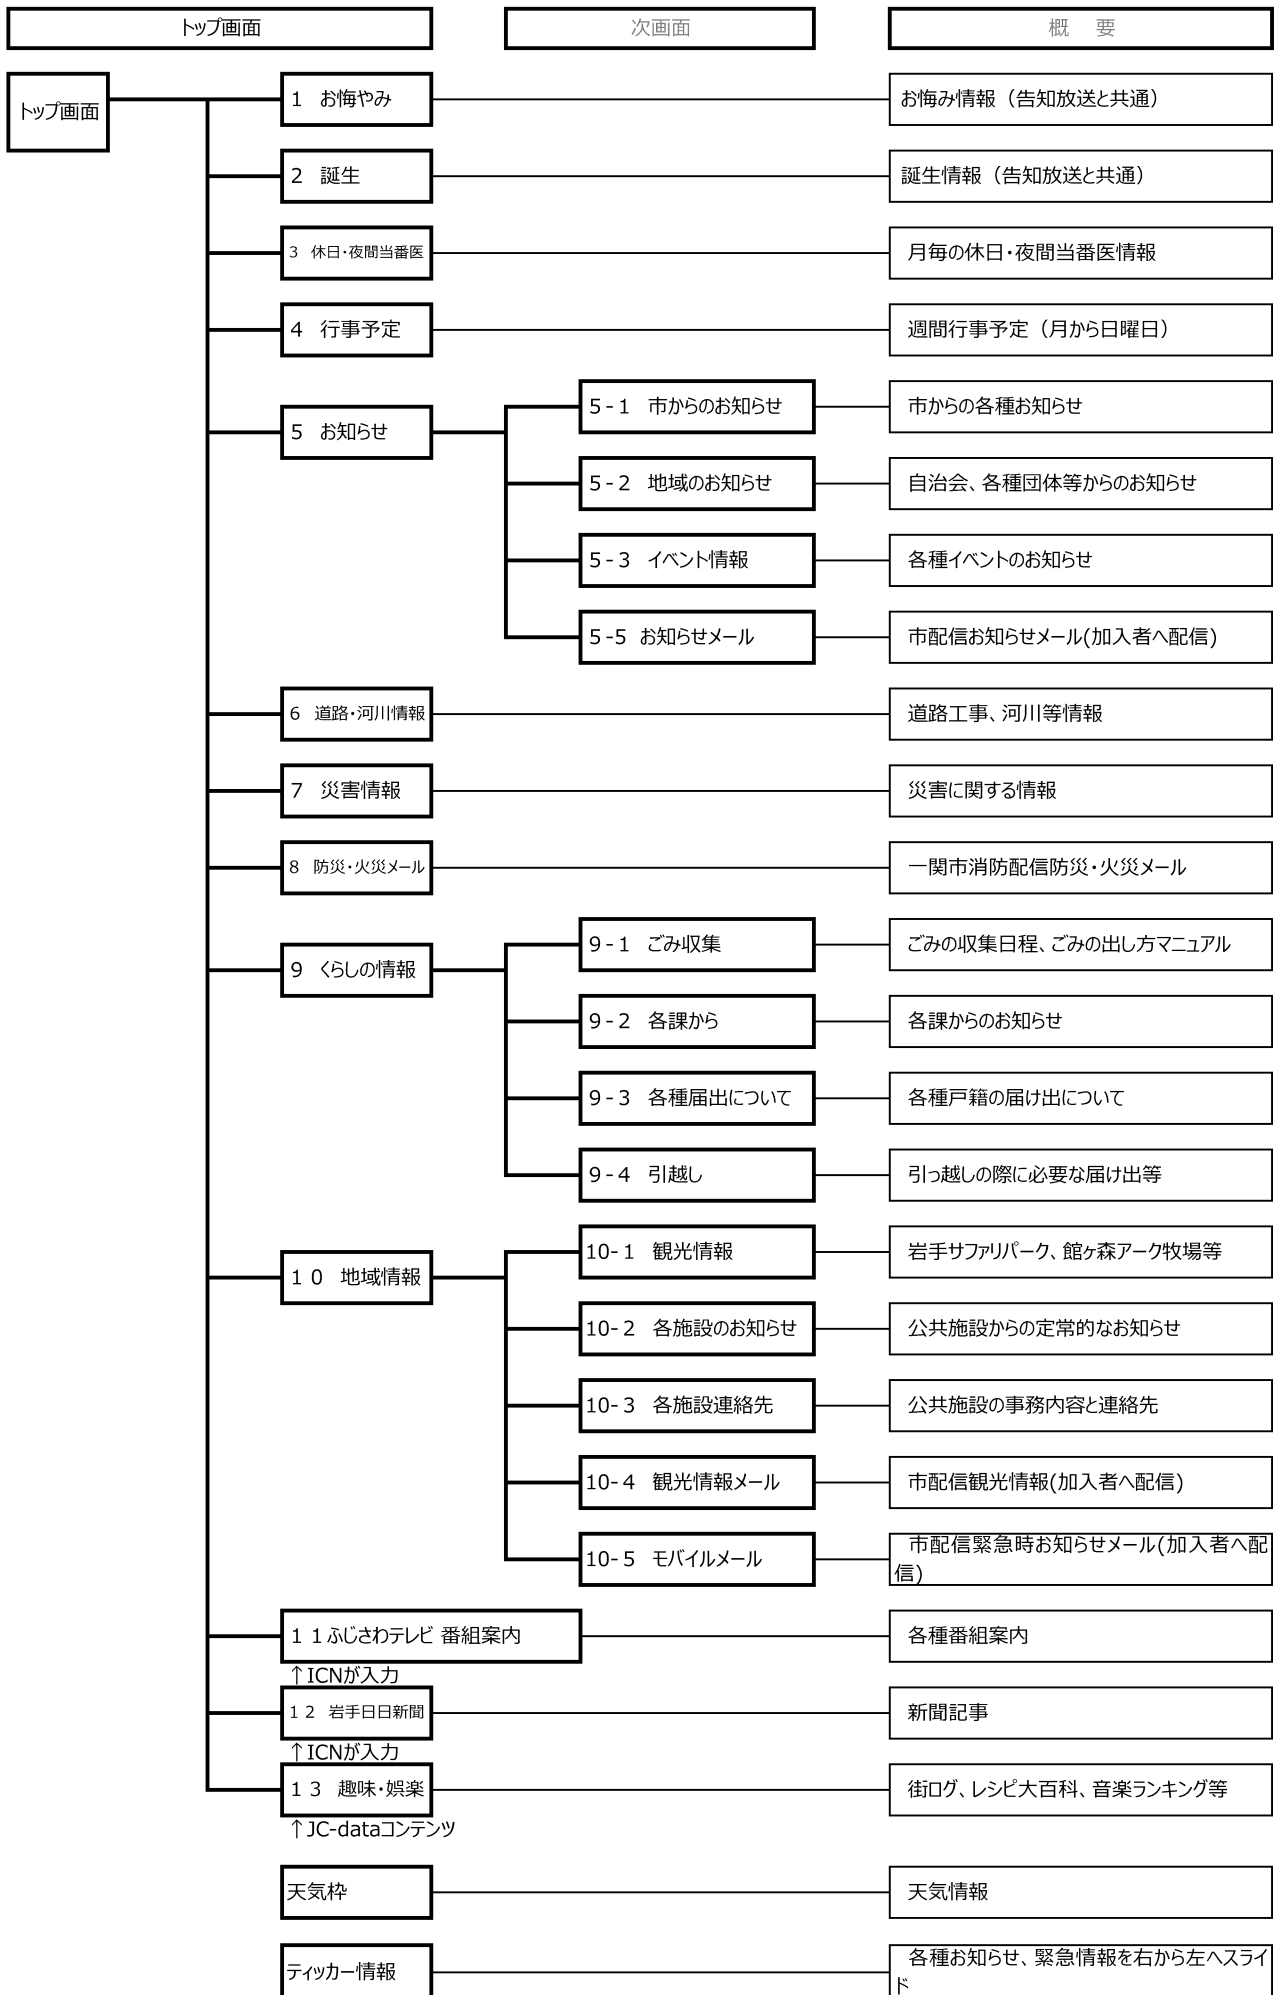 トップ画面
次画面
概　要
トップ画面
1　お悔やみ
お悔み情報（告知放送と共通）
2　誕生
誕生情報（告知放送と共通）
3　休日・夜間当番医
月毎の休日・夜間当番医情報
4　行事予定
週間行事予定（月から日曜日）
5　お知らせ
5-1　市からのお知らせ
市からの各種お知らせ
5-2　地域のお知らせ
自治会、各種団体等からのお知らせ
5-3　イベント情報
各種イベントのお知らせ
5-5　お知らせメール
市配信お知らせメール(加入者へ配信)
6　道路・河川情報
道路工事、河川等情報
7　災害情報
災害に関する情報
8　防災・火災メール
一関市消防配信防災・火災メール
9　くらしの情報
9-1　ごみ収集
ごみの収集日程、ごみの出し方マニュアル
9-2　各課から
各課からのお知らせ
9-3　各種届出について
各種戸籍の届け出について
9-4　引越し
引っ越しの際に必要な届け出等
10　地域情報
10-1　観光情報
岩手サファリパーク、館ヶ森アーク牧場等
10-2　各施設のお知らせ
公共施設からの定常的なお知らせ
10-3　各施設連絡先
公共施設の事務内容と連絡先
10-4　観光情報メール
市配信観光情報(加入者へ配信)
10-5　モバイルメール
市配信緊急時お知らせメール(加入者へ配
信)
11ふじさわテレビ 番組案内
各種番組案内
↑ICNが入力
12　岩手日日新聞
新聞記事
↑ICNが入力
13　趣味・娯楽
街ログ、レシピ大百科、音楽ランキング等
↑JC-dataコンテンツ
天気枠
天気情報
ティッカー情報
各種お知らせ、緊急情報を右から左へスライ
ド